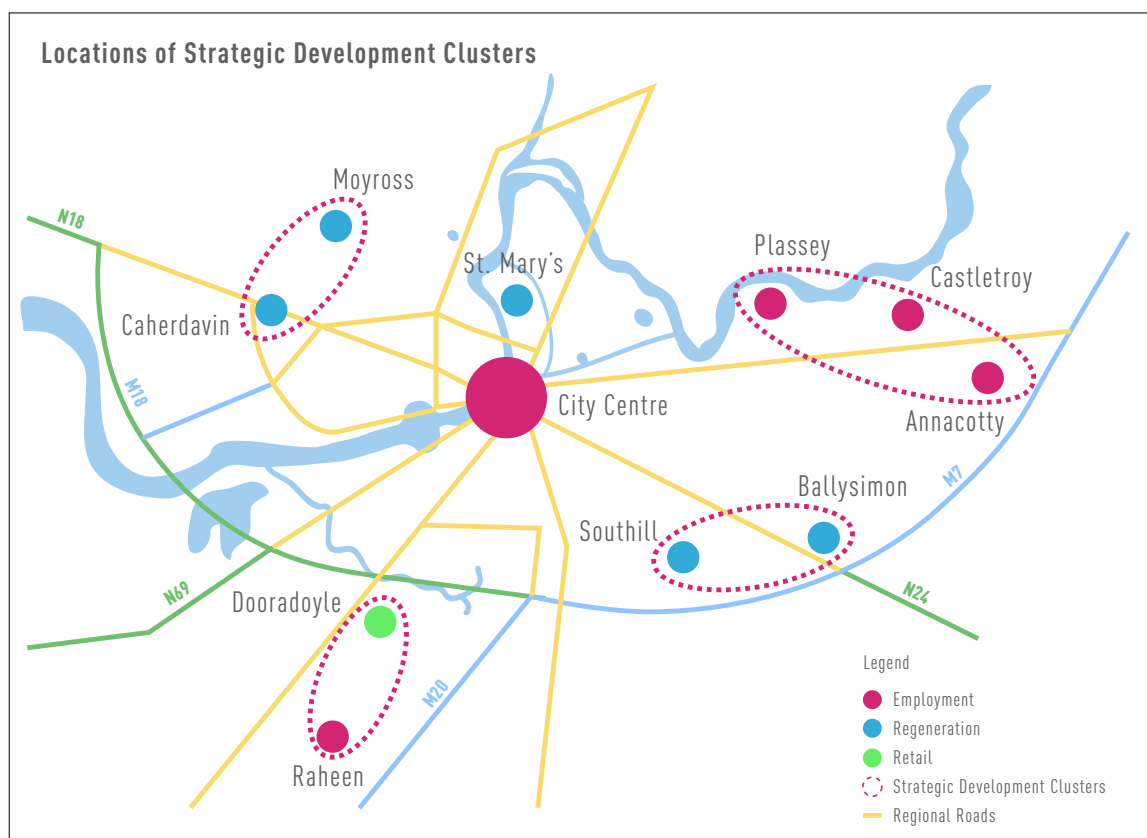 Locations of Strategic Development Clusters
Moyross
N18
St. Mary's
Plassey
Castletroy
Caherdavin
M18
City Centre
Annacotty
M7
Ballysimon
Southill
N69
Dooradoyle
N24
M20
Raheen
Legend
Employment
Regeneration
Retail
Strategic Development Clusters
Regional Roads